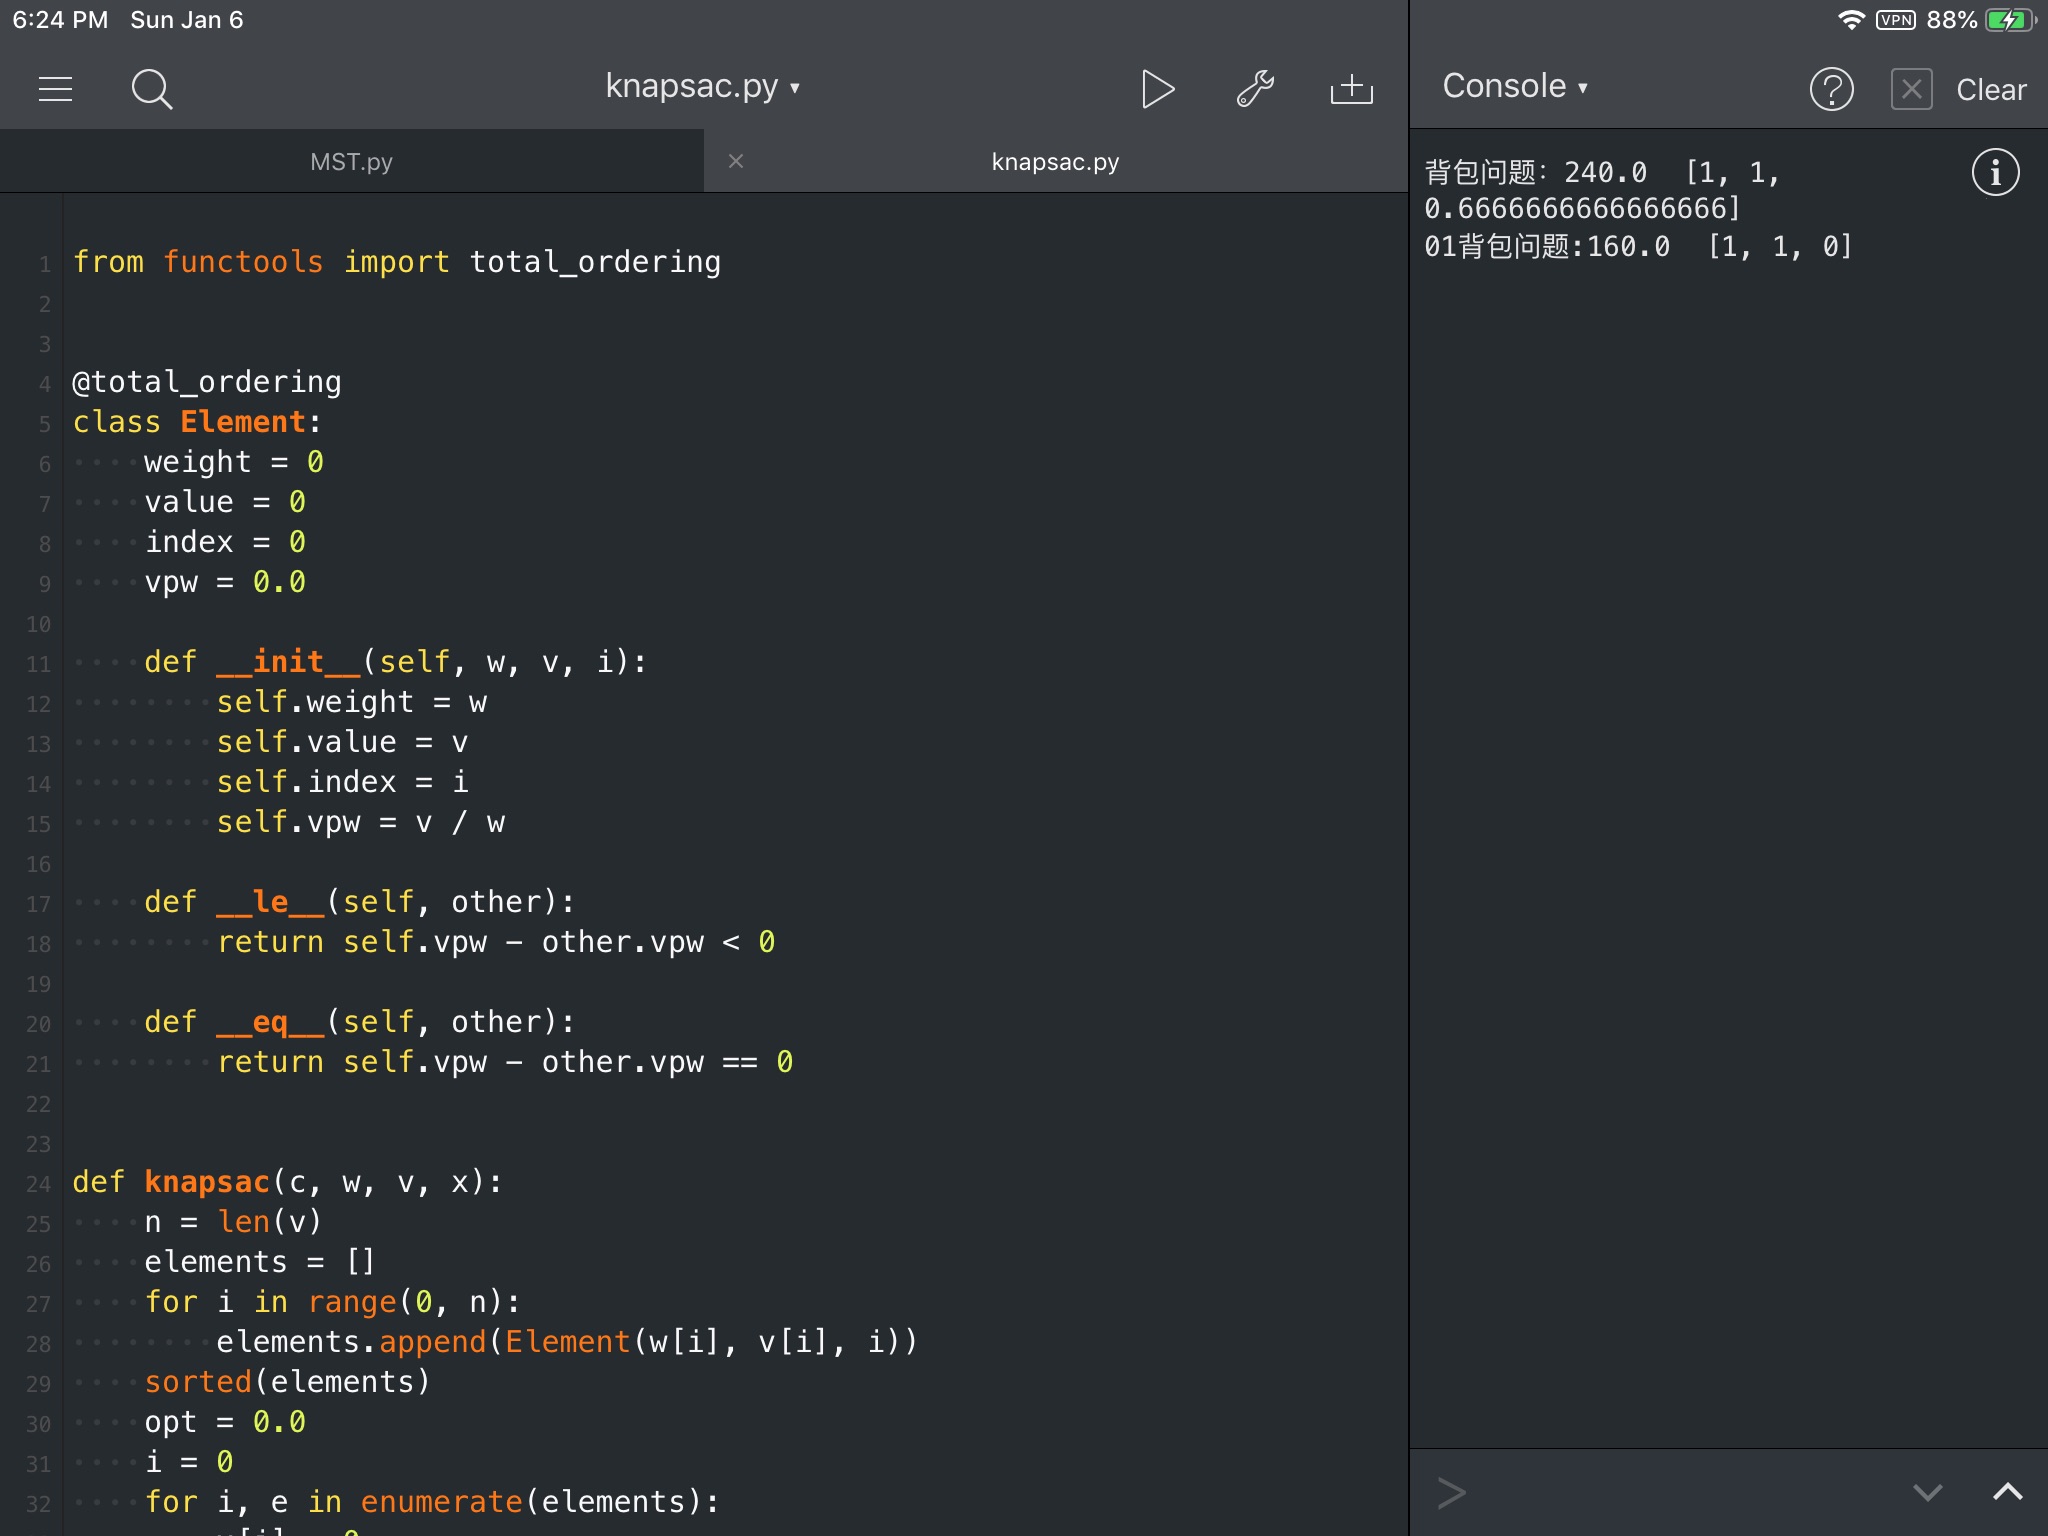 6:24 PM Sun Jan 6
VPN 88%
knapsac.py ▾
MST.py
× knapsac.py
1 from functools import total_ordering
2
3
4 @total_ordering
5 class Element:
6 weight = 0
7 value = 0
8 index = 0
9 vpw = 0.0
10
11 def __init__(self, w, v, i):
12 self.weight = w
13 self.value = v
14 self.index = i
15 self.vpw = v / w
16
17 def __le__(self, other):
18 return self.vpw - other.vpw < 0
19
20 def __eq__(self, other):
21 return self.vpw - other.vpw == 0
22
23
24 def knapsac(c, w, v, x):
25 n = len(v)
26 elements = []
27 for i in range(0, n):
28 elements.append(Element(w[i], v[i], i))
29 sorted(elements)
30 opt = 0.0
31 i = 0
32 for i, e in enumerate(elements):
Console ▾
? Clear
背包问题：240.0 [1, 1,
0.6666666666666666]
01背包问题:160.0 [1, 1, 0]
>